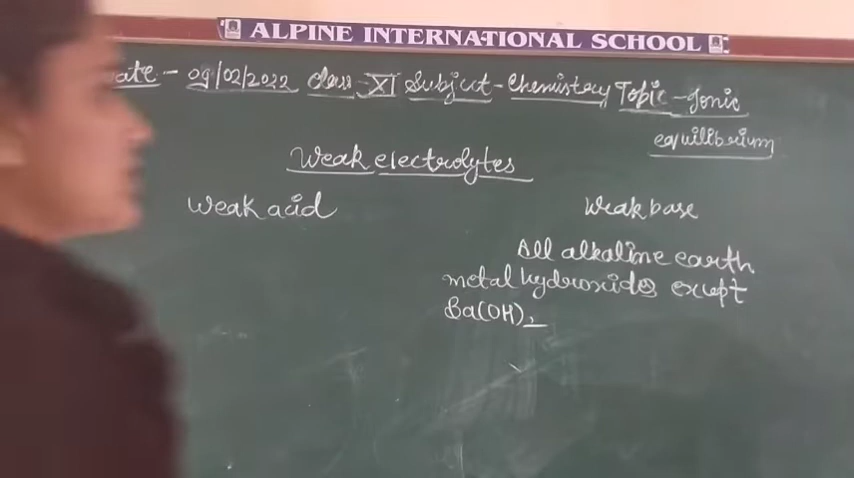 ALPINE INTERNATIONAL SCHOOL
ate - 09/02/2022 Class - XI Subject - Chemistry Topic - Ionic
equilibrium
Weak electrolytes
Weak acid
Weak base
All alkaline earth
metal hydroxides except
Ba(OH)2